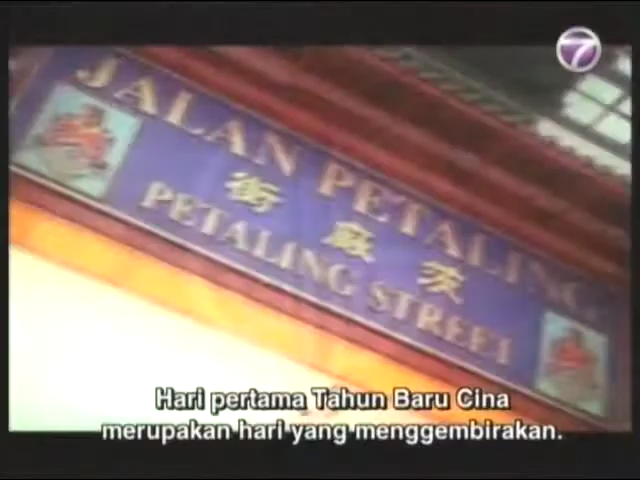 7
JALAN PETALING
街廠茨
PETALING STREET
Hari pertama Tahun Baru Cina
merupakan hari yang menggembirakan.